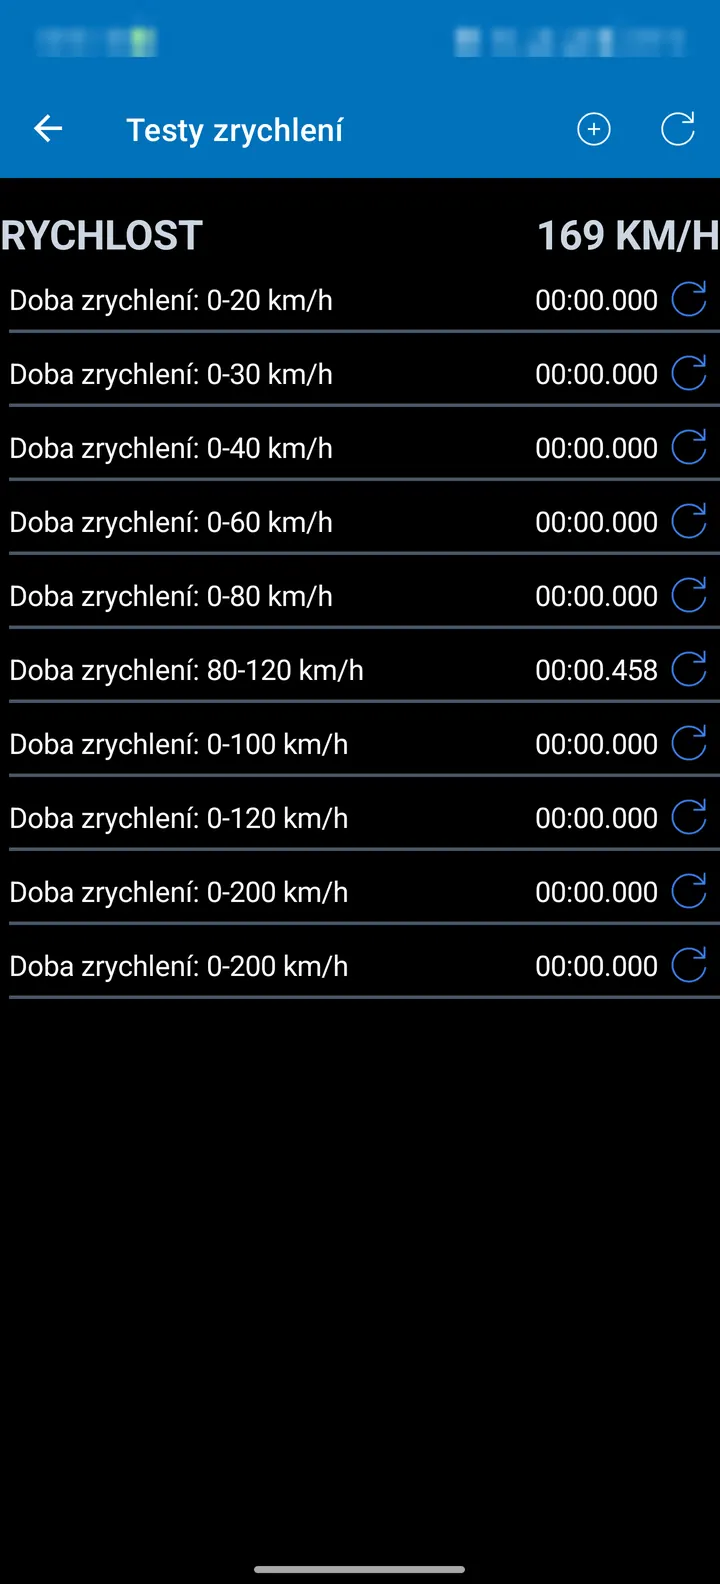 Testy zrychlení
RYCHLOST 169 KM/H
Doba zrychlení: 0-20 km/h 00:00.000
Doba zrychlení: 0-30 km/h 00:00.000
Doba zrychlení: 0-40 km/h 00:00.000
Doba zrychlení: 0-60 km/h 00:00.000
Doba zrychlení: 0-80 km/h 00:00.000
Doba zrychlení: 80-120 km/h 00:00.458
Doba zrychlení: 0-100 km/h 00:00.000
Doba zrychlení: 0-120 km/h 00:00.000
Doba zrychlení: 0-200 km/h 00:00.000
Doba zrychlení: 0-200 km/h 00:00.000